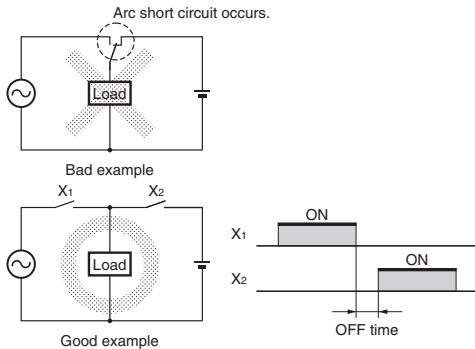 Arc short circuit occurs.
Load
Bad example
X1 X2
Load
Good example
ON
X1
ON
X2
OFF time